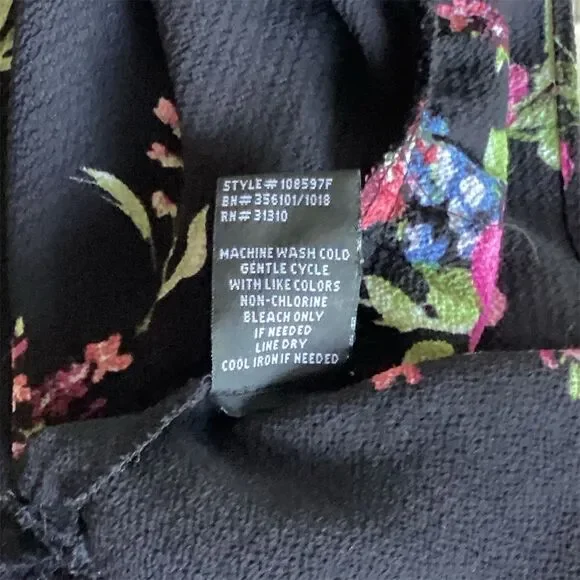 STYLE# 108597F
BN# 356101/1018
RN# 31310
MACHINE WASH COLD
GENTLE CYCLE
WITH LIKE COLORS
NON-CHLORINE
BLEACH ONLY
IF NEEDED
LINE DRY
COOL IRON IF NEEDED